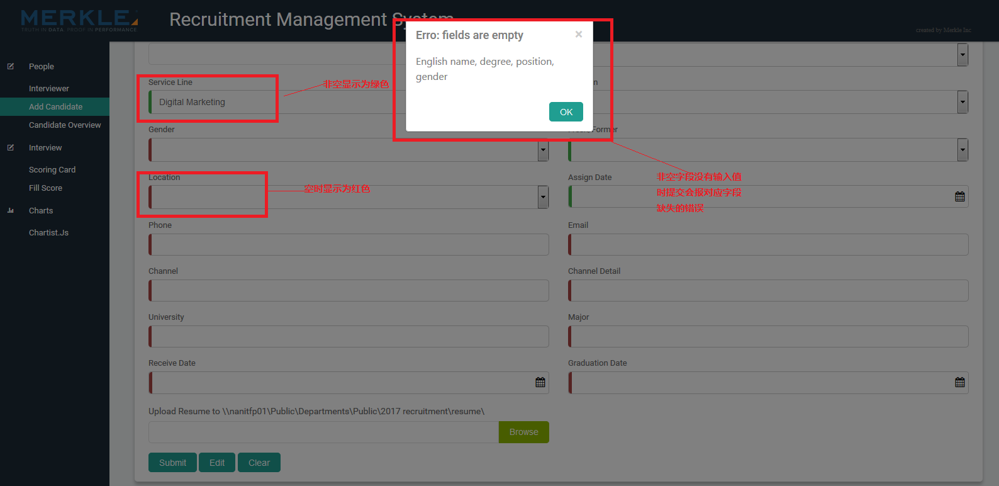 MERKLE
TRUTH IN DATA. PROOF IN PERFORMANCE.
Recruitment Management System
created by Merkle Inc
Erro: fields are empty
×
English name, degree, position,
gender
OK
People
Interviewer
Add Candidate
Candidate Overview
Interview
Scoring Card
Fill Score
Charts
Chartist.Js
Service Line
非空显示为绿色
n
Digital Marketing
Gender
Former
Location
空时显示为红色
Assign Date
非空字段没有输入值
时提交会报对应字段
缺失的错误
Phone
Email
Channel
Channel Detail
University
Major
Receive Date
Graduation Date
Upload Resume to \\nanitfp01\Public\Departments\Public\2017 recruitment\resume\
Browse
Submit
Edit
Clear